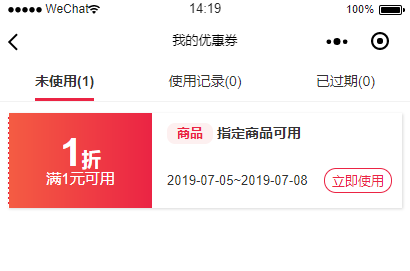 WeChat 14:19 100%
我的优惠券
未使用(1) 使用记录(0) 已过期(0)
1折
满1元可用
商品 指定商品可用
2019-07-05~2019-07-08 立即使用